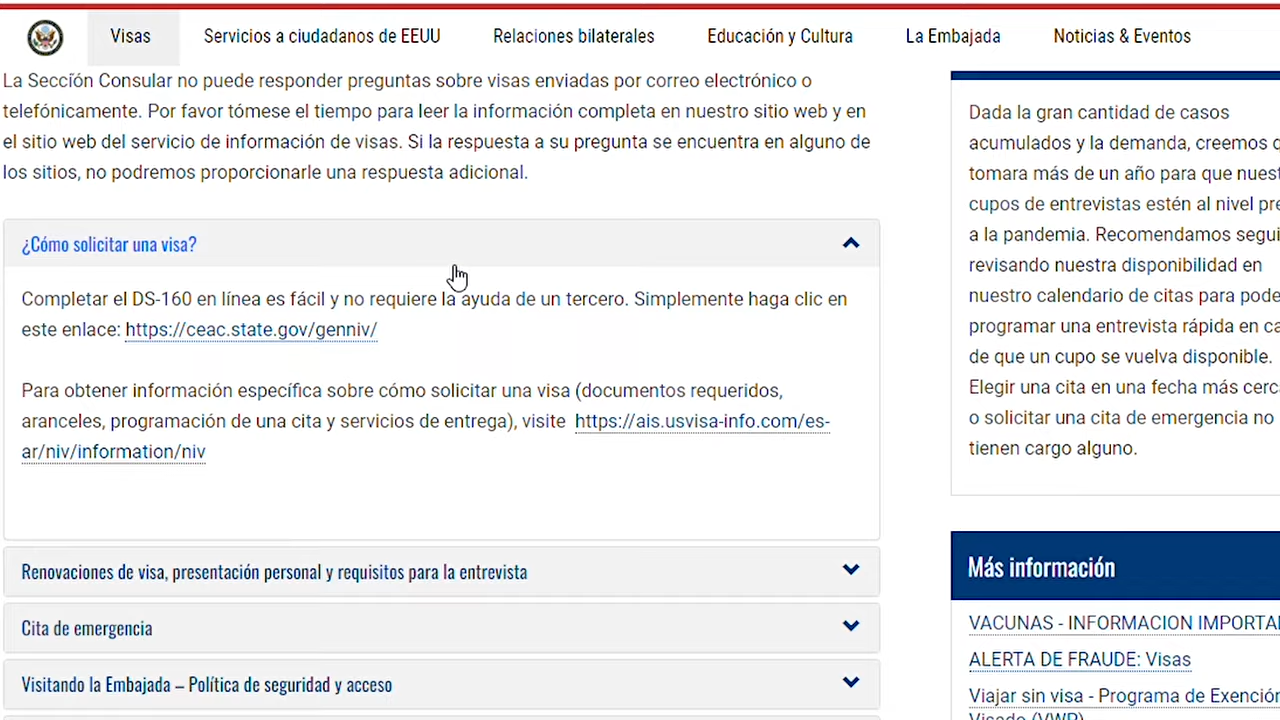 Visas
Servicios a ciudadanos de EEUU
Relaciones bilaterales
Educación y Cultura
La Embajada
Noticias & Eventos
La Sección Consular no puede responder preguntas sobre visas enviadas por correo electrónico o
telefónicamente. Por favor tómese el tiempo para leer la información completa en nuestro sitio web y en
el sitio web del servicio de información de visas. Si la respuesta a su pregunta se encuentra en alguno de
los sitios, no podremos proporcionarle una respuesta adicional.
¿Cómo solicitar una visa?
Completar el DS-160 en línea es fácil y no requiere la ayuda de un tercero. Simplemente haga clic en
este enlace: https://ceac.state.gov/genniv/
Para obtener información específica sobre cómo solicitar una visa (documentos requeridos,
aranceles, programación de una cita y servicios de entrega), visite https://ais.usvisa-info.com/es-
ar/niv/information/niv
Renovaciones de visa, presentación personal y requisitos para la entrevista
Cita de emergencia
Visitando la Embajada – Política de seguridad y acceso
Dada la gran cantidad de casos
acumulados y la demanda, creemos
tomara más de un año para que
cupos de entrevistas estén al nivel
a la pandemia. Recomendamos
revisando nuestra disponibilidad en
nuestro calendario de citas para
programar una entrevista rápida en
de que un cupo se vuelva disponible.
Elegir una cita en una fecha más
o solicitar una cita de emergencia no
tienen cargo alguno.
Más información
VACUNAS - INFORMACION
ALERTA DE FRAUDE: Visas
Viajar sin visa - Programa de
Visado (VWP)